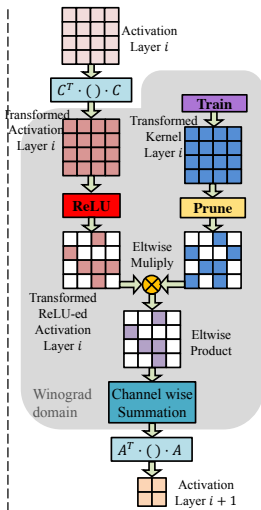 Activation
Layer i
C^T · () · C
Train
Transformed
Activation
Layer i
Transformed
Kernel
Layer i
ReLU
Prune
Eltwise
Muliply
Transformed
ReLU-ed
Activation
Layer i
Eltwise
Product
Winograd
domain
Channel wise
Summation
A^T · () · A
Activation
Layer i + 1